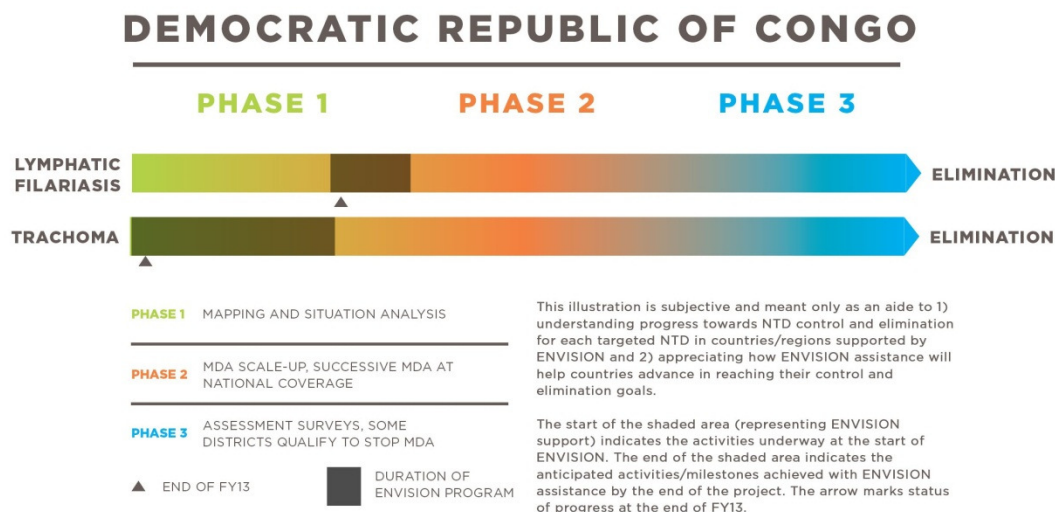 DEMOCRATIC REPUBLIC OF CONGO
PHASE 1
PHASE 2
PHASE 3
LYMPHATIC
FILARIASIS
ELIMINATION
TRACHOMA
ELIMINATION
PHASE 1 MAPPING AND SITUATION ANALYSIS
PHASE 2 MDA SCALE-UP, SUCCESSIVE MDA AT
NATIONAL COVERAGE
PHASE 3 ASSESSMENT SURVEYS, SOME
DISTRICTS QUALIFY TO STOP MDA
END OF FY13
DURATION OF
ENVISION PROGRAM
This illustration is subjective and meant only as an aide to 1)
understanding progress towards NTD control and elimination
for each targeted NTD in countries/regions supported by
ENVISION and 2) appreciating how ENVISION assistance will
help countries advance in reaching their control and
elimination goals.
The start of the shaded area (representing ENVISION
support) indicates the activities underway at the start of
ENVISION. The end of the shaded area indicates the
anticipated activities/milestones achieved with ENVISION
assistance by the end of the project. The arrow marks status
of progress at the end of FY13.